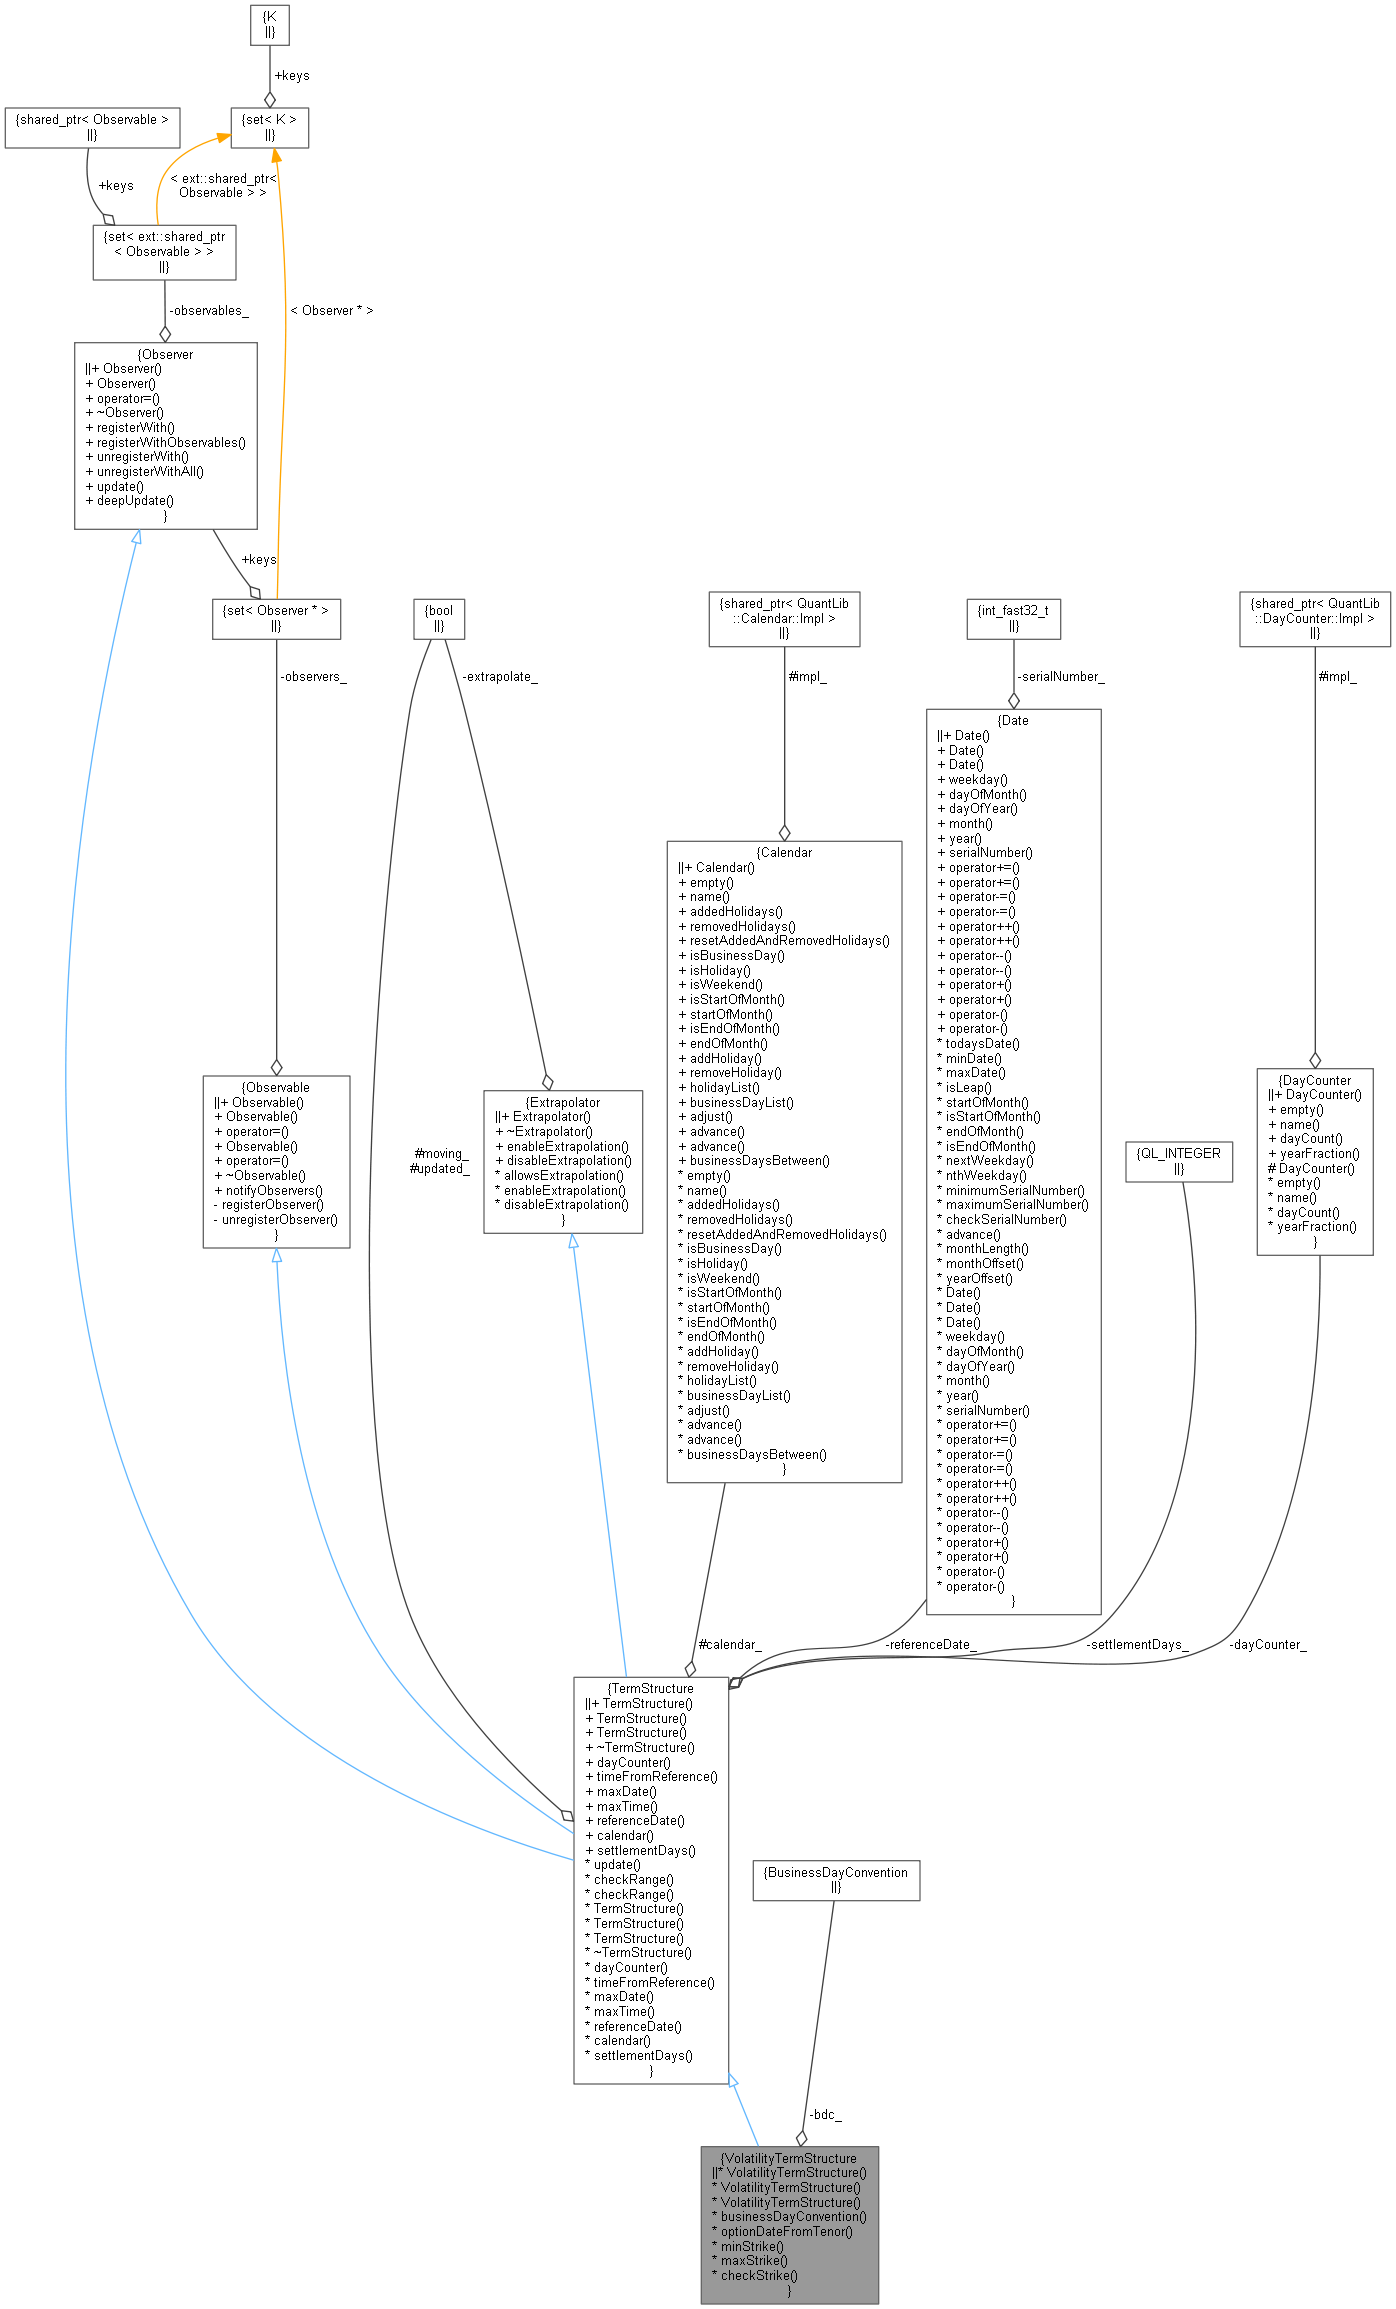 {K
||}
+keys
{shared_ptr< Observable >
||}
{set< K >
||}
+keys
< ext::shared_ptr<
Observable > >
{set< ext::shared_ptr
< Observable > >
||}
-observables_
< Observer * >
{Observer
||+ Observer()
+ Observer()
+ operator=()
+ ~Observer()
+ registerWith()
+ registerWithObservables()
+ unregisterWith()
+ unregisterWithAll()
+ update()
+ deepUpdate()
}
+keys
{set< Observer * >
||}
{bool
||}
{shared_ptr< QuantLib
::Calendar::Impl >
||}
{int_fast32_t
||}
{shared_ptr< QuantLib
::DayCounter::Impl >
||}
-observers_
-extrapolate_
#impl_
-serialNumber_
#impl_
{Date
||+ Date()
+ Date()
+ Date()
+ weekday()
+ dayOfMonth()
+ dayOfYear()
+ month()
+ year()
+ serialNumber()
+ operator+=()
+ operator+=()
+ operator-=()
+ operator-=()
+ operator++()
+ operator++()
+ operator--()
+ operator--()
+ operator+()
+ operator+()
+ operator-()
+ operator-()
* todaysDate()
* minDate()
* maxDate()
* isLeap()
* startOfMonth()
* isStartOfMonth()
* endOfMonth()
* isEndOfMonth()
* nextWeekday()
* nthWeekday()
* minimumSerialNumber()
* maximumSerialNumber()
* checkSerialNumber()
* advance()
* monthLength()
* monthOffset()
* yearOffset()
* Date()
* Date()
* Date()
* weekday()
* dayOfMonth()
* dayOfYear()
* month()
* year()
* serialNumber()
* operator+=()
* operator+=()
* operator-=()
* operator-=()
* operator++()
* operator++()
* operator--()
* operator--()
* operator+()
* operator+()
* operator-()
* operator-()
}
{Calendar
||+ Calendar()
+ empty()
+ name()
+ addedHolidays()
+ removedHolidays()
+ resetAddedAndRemovedHolidays()
+ isBusinessDay()
+ isHoliday()
+ isWeekend()
+ isStartOfMonth()
+ startOfMonth()
+ isEndOfMonth()
+ endOfMonth()
+ addHoliday()
+ removeHoliday()
+ holidayList()
+ businessDayList()
+ adjust()
+ advance()
+ advance()
+ businessDaysBetween()
* empty()
* name()
* addedHolidays()
* removedHolidays()
* resetAddedAndRemovedHolidays()
* isBusinessDay()
* isHoliday()
* isWeekend()
* isStartOfMonth()
* startOfMonth()
* isEndOfMonth()
* endOfMonth()
* addHoliday()
* removeHoliday()
* holidayList()
* businessDayList()
* adjust()
* advance()
* advance()
* businessDaysBetween()
}
{Observable
||+ Observable()
+ Observable()
+ operator=()
+ Observable()
+ operator=()
+ ~Observable()
+ notifyObservers()
- registerObserver()
- unregisterObserver()
}
#moving_
#updated_
{Extrapolator
||+ Extrapolator()
+ ~Extrapolator()
+ enableExtrapolation()
+ disableExtrapolation()
* allowsExtrapolation()
* enableExtrapolation()
* disableExtrapolation()
}
{QL_INTEGER
||}
{DayCounter
||+ DayCounter()
+ empty()
+ name()
+ dayCount()
+ yearFraction()
# DayCounter()
* empty()
* name()
* dayCount()
* yearFraction()
}
#calendar_
-referenceDate_
-settlementDays_
-dayCounter_
{TermStructure
||+ TermStructure()
+ TermStructure()
+ TermStructure()
+ ~TermStructure()
+ dayCounter()
+ timeFromReference()
+ maxDate()
+ maxTime()
+ referenceDate()
+ calendar()
+ settlementDays()
* update()
* checkRange()
* checkRange()
* TermStructure()
* TermStructure()
* TermStructure()
* ~TermStructure()
* dayCounter()
* timeFromReference()
* maxDate()
* maxTime()
* referenceDate()
* calendar()
* settlementDays()
}
{BusinessDayConvention
||}
-bdc_
{VolatilityTermStructure
||* VolatilityTermStructure()
* VolatilityTermStructure()
* VolatilityTermStructure()
* businessDayConvention()
* optionDateFromTenor()
* minStrike()
* maxStrike()
* checkStrike()
}